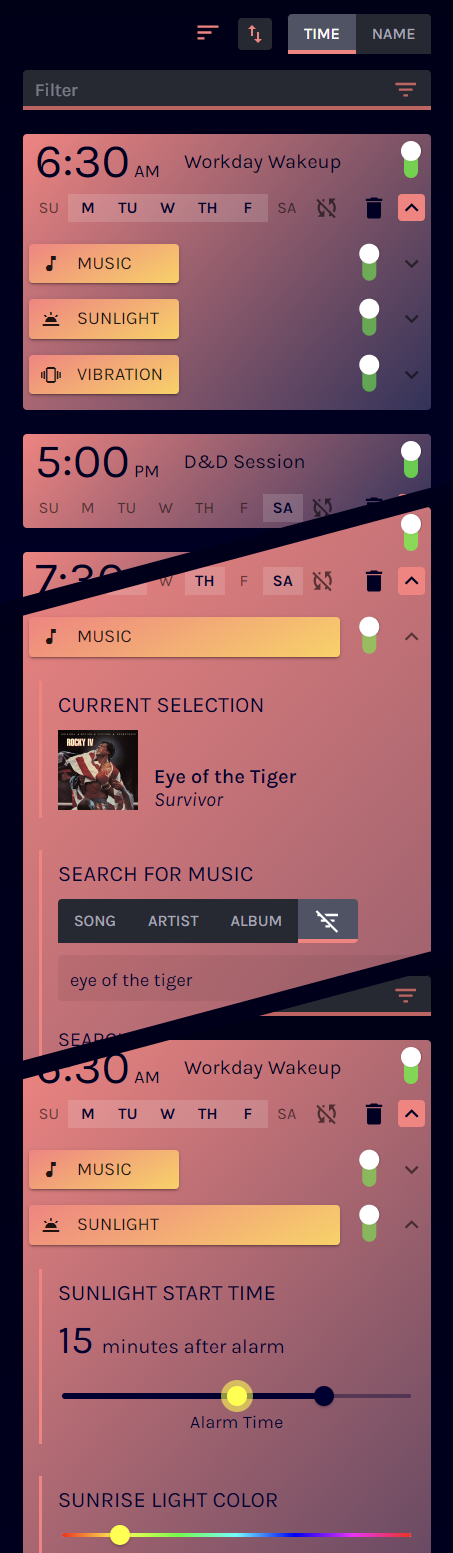 TIME NAME
Filter
6:30 AM Workday Wakeup
SU M TU W TH F SA
MUSIC
SUNLIGHT
VIBRATION
5:00 PM D&D Session
SU M TU W TH F SA
7:30
W TH F SA
MUSIC
CURRENT SELECTION
ROCKY IV
Eye of the Tiger
Survivor
SEARCH FOR MUSIC
SONG ARTIST ALBUM
eye of the tiger
6:30 AM Workday Wakeup
SU M TU W TH F SA
MUSIC
SUNLIGHT
SUNLIGHT START TIME
15 minutes after alarm
Alarm Time
SUNRISE LIGHT COLOR